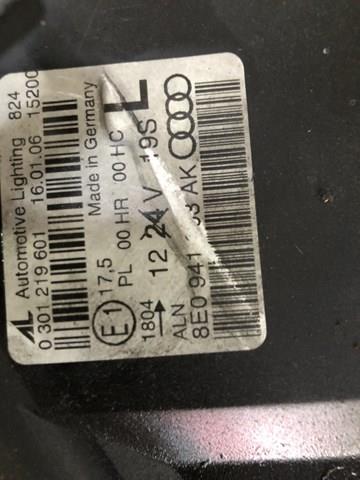 AL Automotive Lighting 824
0 301 219 601 16.01.06 15200
Made in Germany
E1 17,5
PL 00 HR 00 HC L
1804 → 12 24 V 19S
ALN
8E0 941 AK